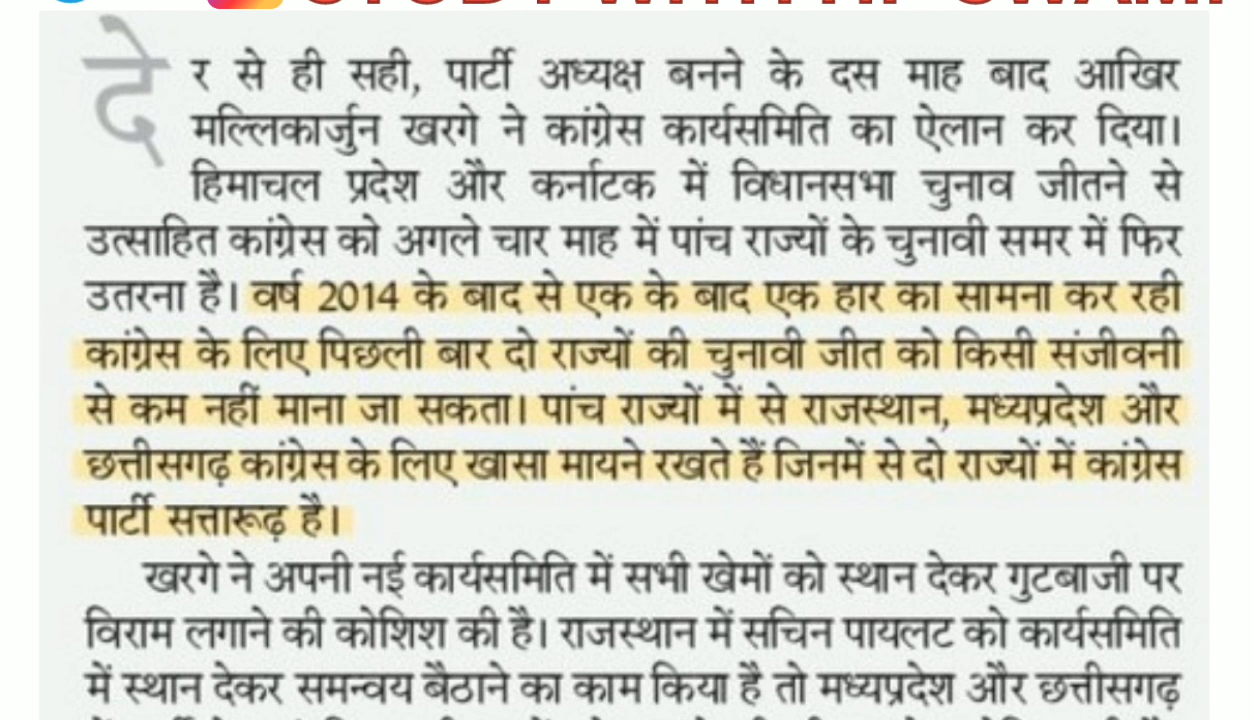 देर से ही सही, पार्टी अध्यक्ष बनने के दस माह बाद आखिर
मल्लिकार्जुन खरगे ने कांग्रेस कार्यसमिति का ऐलान कर दिया।
हिमाचल प्रदेश और कर्नाटक में विधानसभा चुनाव जीतने से
उत्साहित कांग्रेस को अगले चार माह में पांच राज्यों के चुनावी समर में फिर
उतरना है। वर्ष 2014 के बाद से एक के बाद एक हार का सामना कर रही
कांग्रेस के लिए पिछली बार दो राज्यों की चुनावी जीत को किसी संजीवनी
से कम नहीं माना जा सकता। पांच राज्यों में से राजस्थान, मध्यप्रदेश और
छत्तीसगढ़ कांग्रेस के लिए खासा मायने रखते हैं जिनमें से दो राज्यों में कांग्रेस
पार्टी सत्तारूढ़ है।
खरगे ने अपनी नई कार्यसमिति में सभी खेमों को स्थान देकर गुटबाजी पर
विराम लगाने की कोशिश की है। राजस्थान में सचिन पायलट को कार्यसमिति
में स्थान देकर समन्वय बैठाने का काम किया है तो मध्यप्रदेश और छत्तीसगढ़